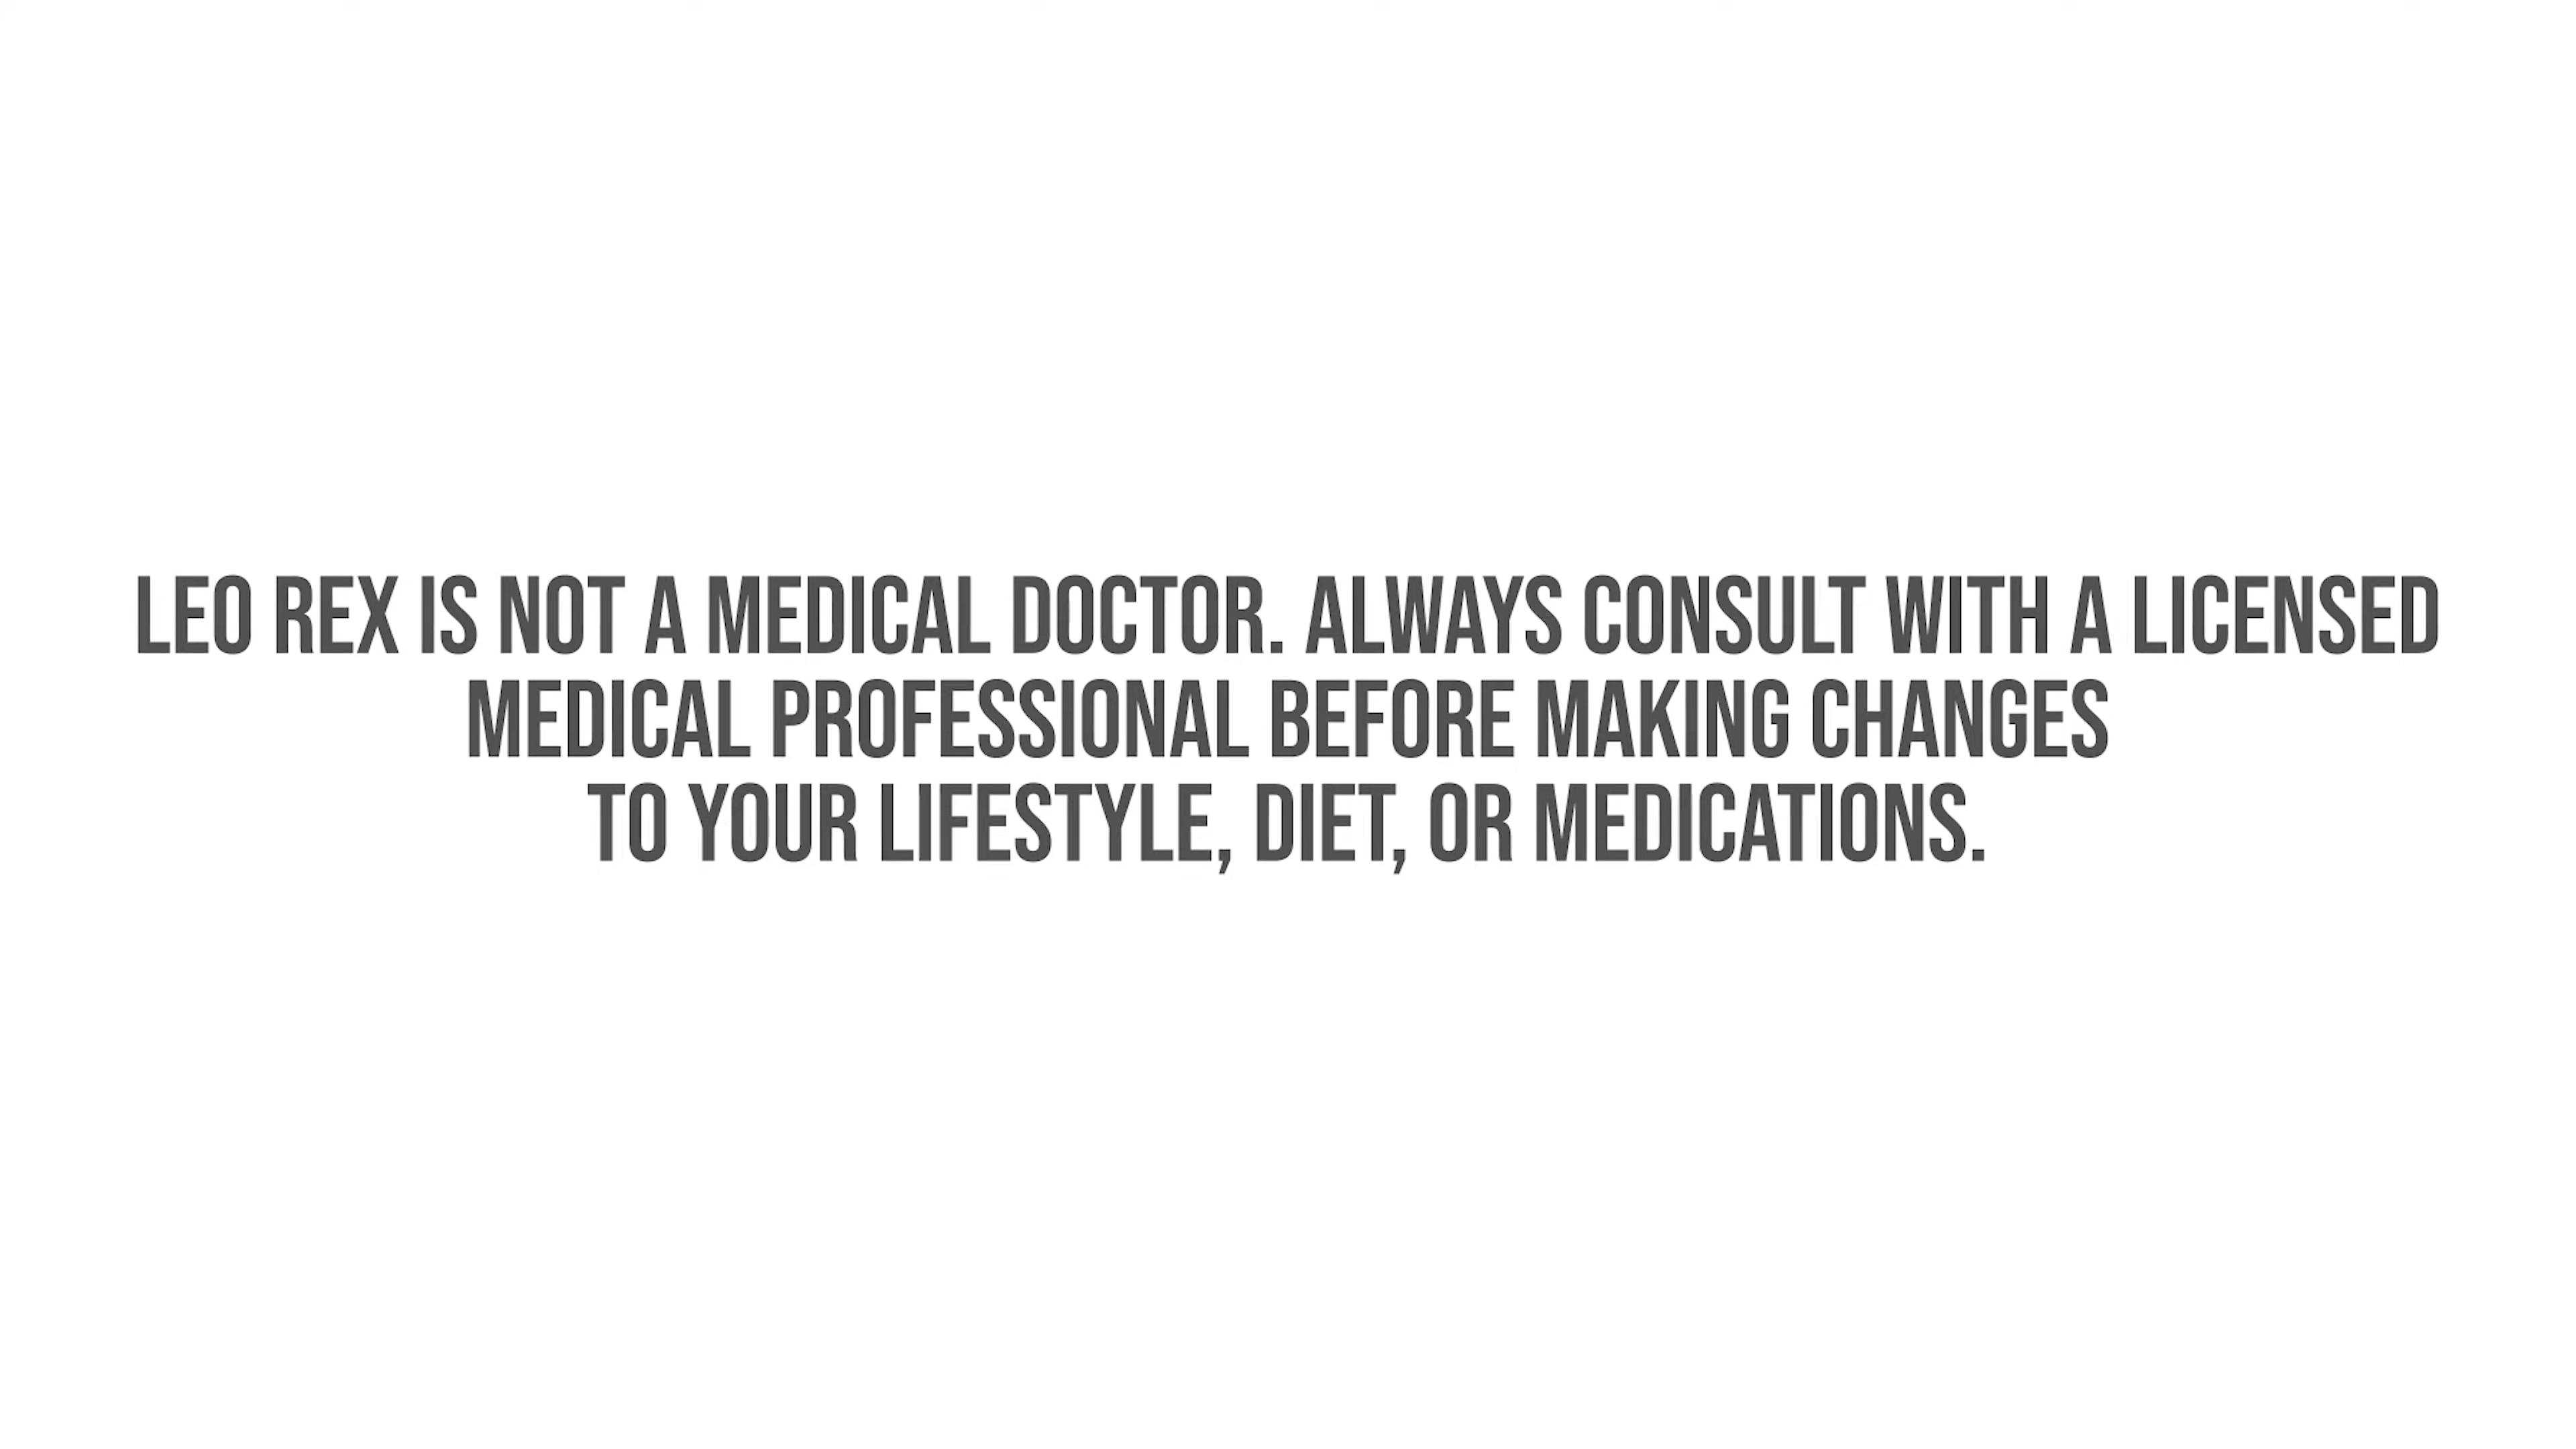 LEO REX IS NOT A MEDICAL DOCTOR. ALWAYS CONSULT WITH A LICENSED
MEDICAL PROFESSIONAL BEFORE MAKING CHANGES
TO YOUR LIFESTYLE, DIET, OR MEDICATIONS.